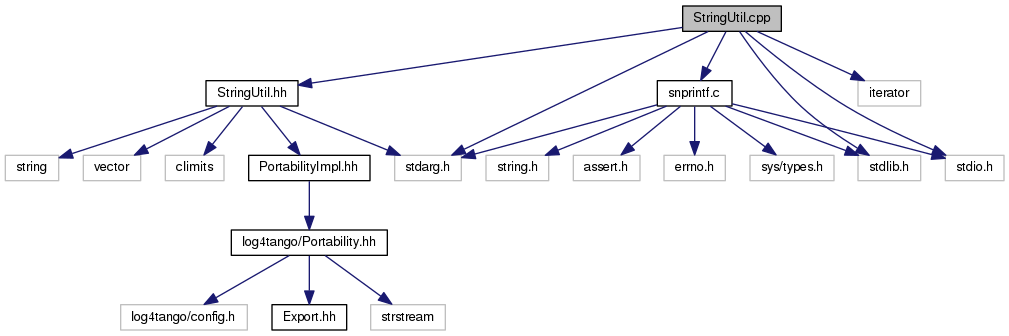 StringUtil.cpp
StringUtil.hh
snprintf.c
iterator
string
vector
climits
PortabilityImpl.hh
stdarg.h
string.h
assert.h
errno.h
sys/types.h
stdlib.h
stdio.h
log4tango/Portability.hh
log4tango/config.h
Export.hh
strstream